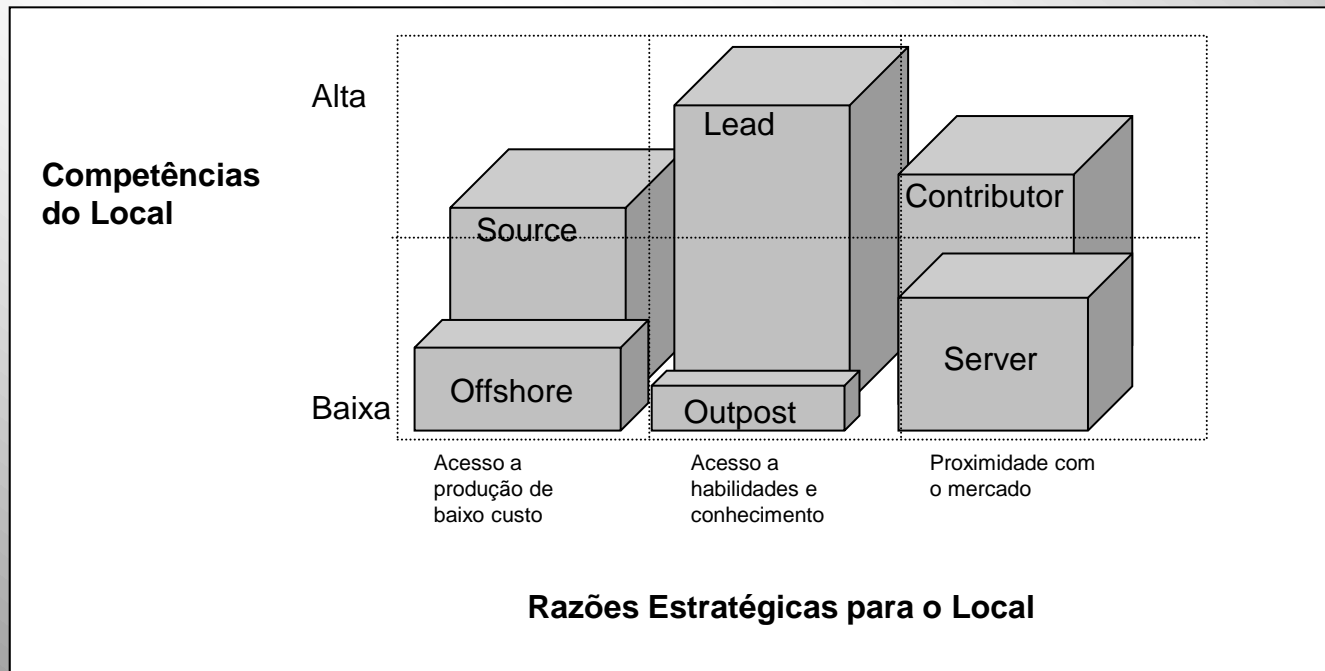 Alta
Lead
Competências
do Local
Contributor
Source
Server
Offshore
Outpost
Baixa
Acesso a
produção de
baixo custo
Acesso a
habilidades e
conhecimento
Proximidade com
o mercado
Razões Estratégicas para o Local